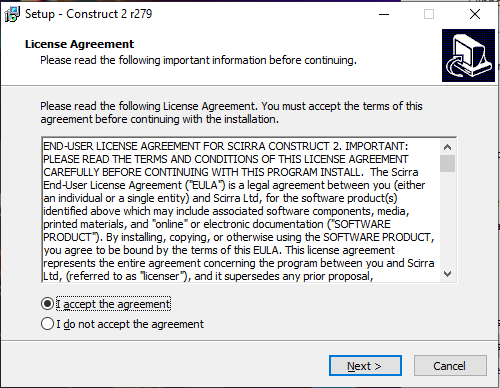 Setup - Construct 2 r279
License Agreement
Please read the following important information before continuing.
Please read the following License Agreement. You must accept the terms of this
agreement before continuing with the installation.
END-USER LICENSE AGREEMENT FOR SCIRRA CONSTRUCT 2. IMPORTANT:
PLEASE READ THE TERMS AND CONDITIONS OF THIS LICENSE AGREEMENT
CAREFULLY BEFORE CONTINUING WITH THIS PROGRAM INSTALL.  The Scirra
End-User License Agreement ("EULA") is a legal agreement between you (either
an individual or a single entity) and Scirra Ltd, for the software product(s)
identified above which may include associated software components, media,
printed materials, and "online" or electronic documentation ("SOFTWARE
PRODUCT"). By installing, copying, or otherwise using the SOFTWARE PRODUCT,
you agree to be bound by the terms of this EULA. This license agreement
represents the entire agreement concerning the program between you and Scirra
Ltd, (referred to as "licenser"), and it supersedes any prior proposal,
I accept the agreement
I do not accept the agreement
Next >
Cancel